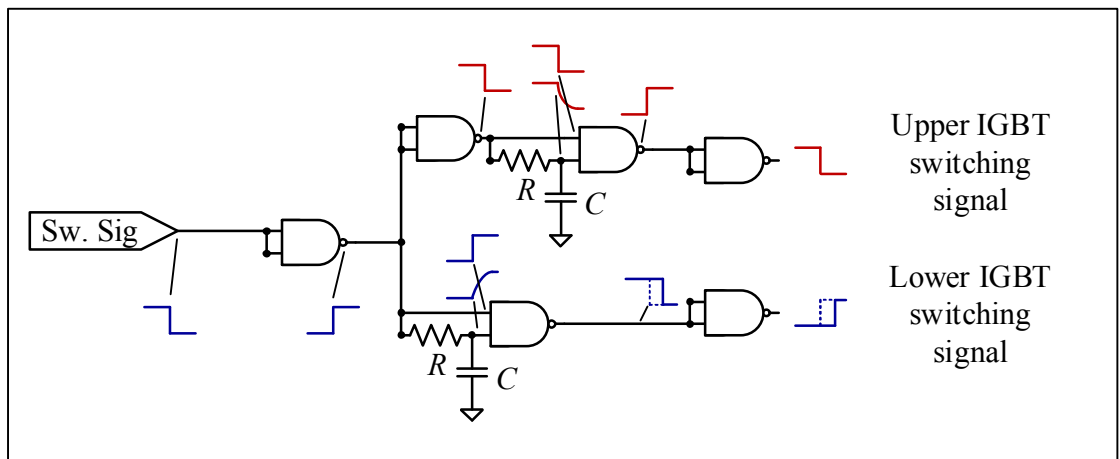 Upper IGBT
switching
signal
R
C
Sw. Sig
Lower IGBT
switching
signal
R
C